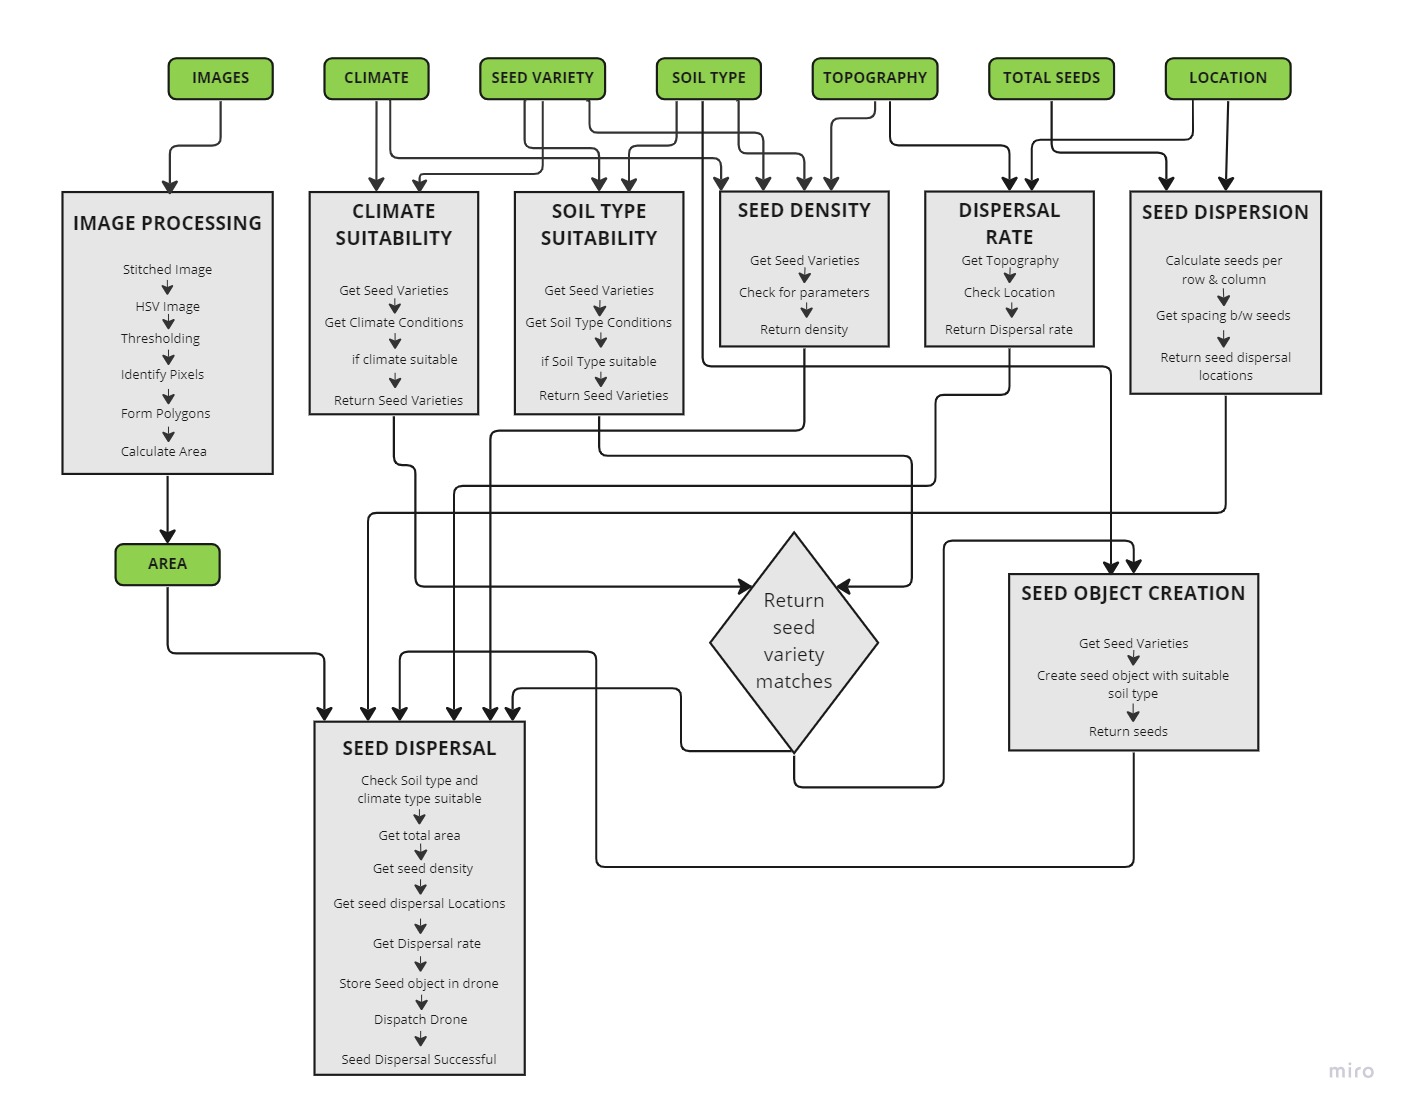 IMAGES
CLIMATE
SEED VARIETY
SOIL TYPE
TOPOGRAPHY
TOTAL SEEDS
LOCATION
IMAGE PROCESSING
Stitched Image
HSV Image
Thresholding
Identify Pixels
Form Polygons
Calculate Area
CLIMATE
SUITABILITY
Get Seed Varieties
Get Climate Conditions
if climate suitable
Return Seed Varieties
SOIL TYPE
SUITABILITY
Get Seed Varieties
Get Soil Type Conditions
if Soil Type suitable
Return Seed Varieties
SEED DENSITY
Get Seed Varieties
Check for parameters
Return density
DISPERSAL
RATE
Get Topography
Check Location
Return Dispersal rate
SEED DISPERSION
Calculate seeds per
row & column
Get spacing b/w seeds
Return seed dispersal
locations
AREA
Return
seed
variety
matches
SEED OBJECT CREATION
Get Seed Varieties
Create seed object with suitable
soil type
Return seeds
SEED DISPERSAL
Check Soil type and
climate type suitable
Get total area
Get seed density
Get seed dispersal Locations
Get Dispersal rate
Store Seed object in drone
Dispatch Drone
Seed Dispersal Successful
miro